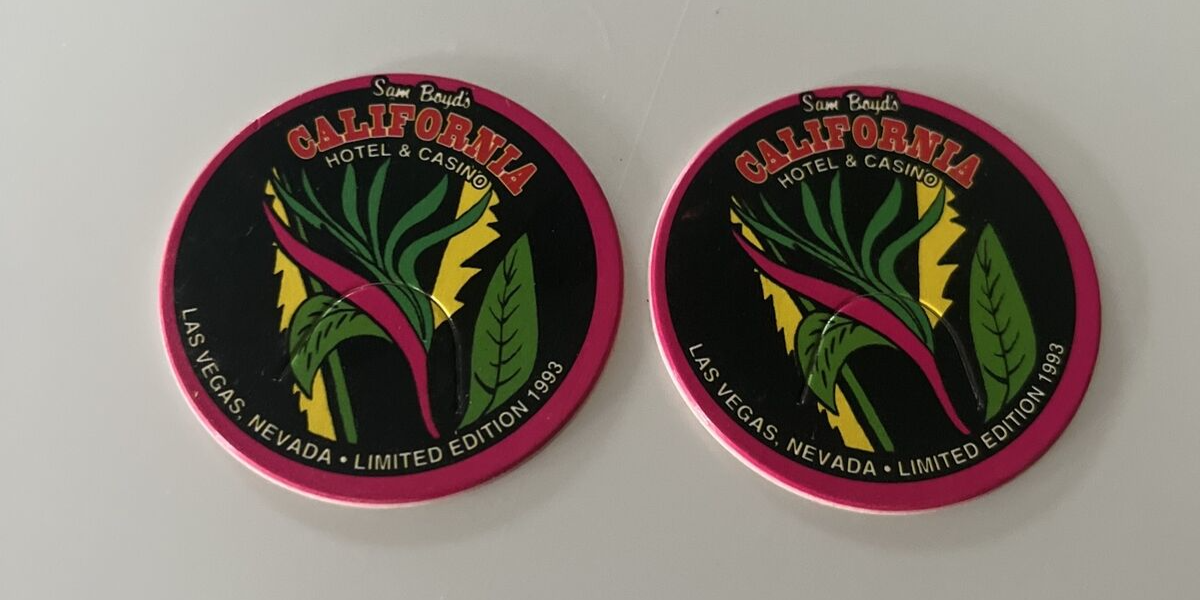 Sam Boyd's
CALIFORNIA
HOTEL & CASINO
LAS VEGAS, NEVADA • LIMITED EDITION 1993
Sam Boyd's
CALIFORNIA
HOTEL & CASINO
LAS VEGAS, NEVADA • LIMITED EDITION 1993